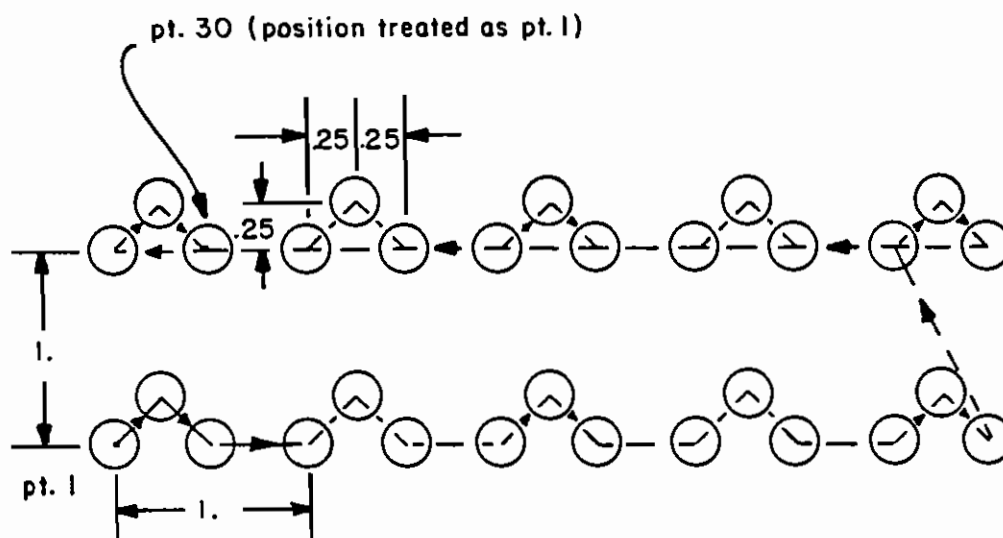 pt. 30 (position treated as pt. 1)
.25 .25
.25
1.
pt. 1
1.